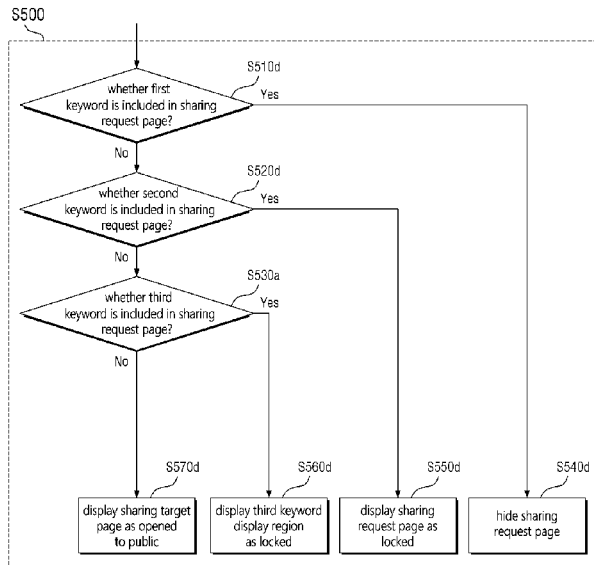 S500
S510d
whether first
keyword is included in sharing
request page?
Yes
No
S520d
whether second
keyword is included in sharing
request page?
Yes
No
S530a
whether third
keyword is included in sharing
request page?
Yes
No
S570d
display sharing target
page as opened
to public
S560d
display third keyword
display region
as locked
S550d
display sharing
request page as
locked
S540d
hide sharing
request page